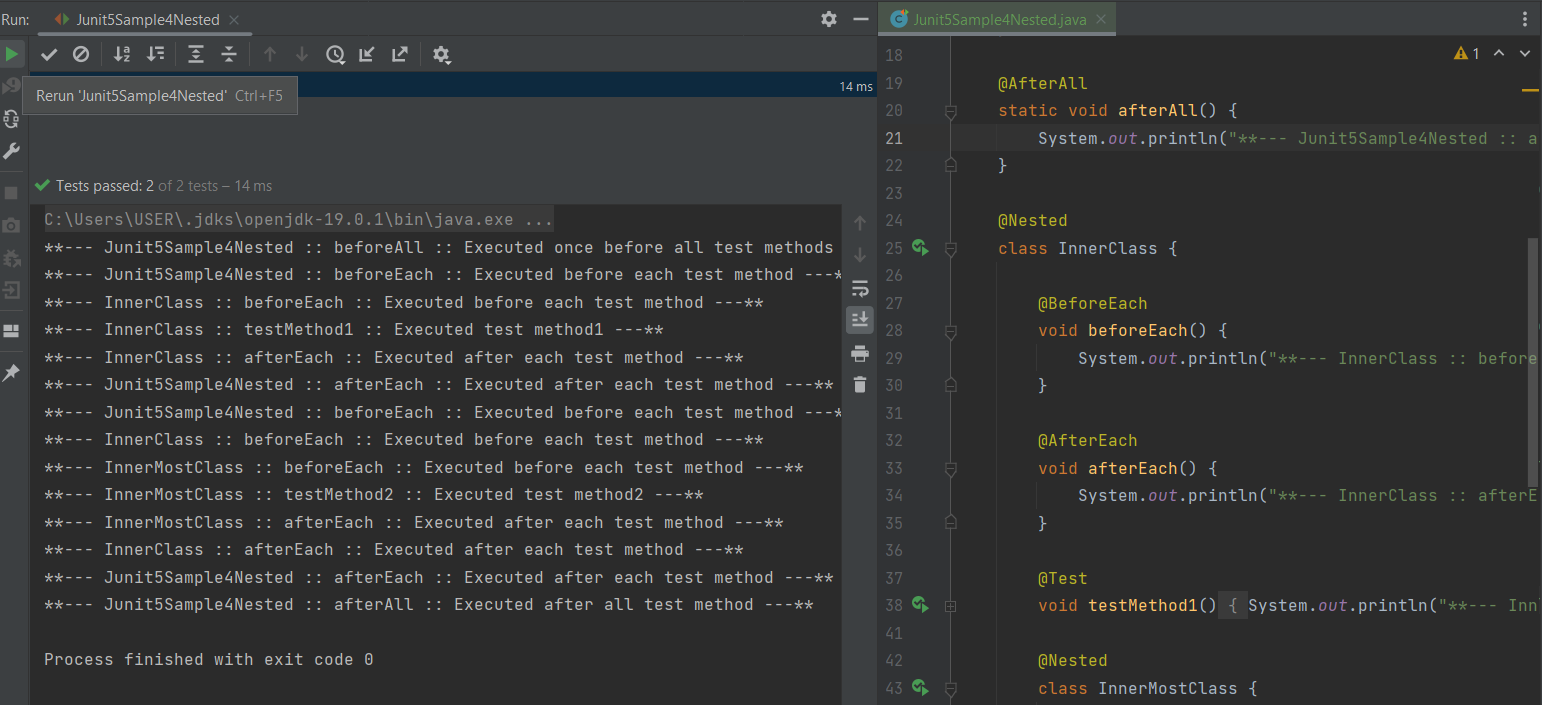 Run:
Junit5Sample4Nested
Rerun 'Junit5Sample4Nested' Ctrl+F5
14 ms
Tests passed: 2 of 2 tests – 14 ms
C:\Users\USER\.jdks\openjdk-19.0.1\bin\java.exe ...
**--- Junit5Sample4Nested :: beforeAll :: Executed once before all test methods
**--- Junit5Sample4Nested :: beforeEach :: Executed before each test method ---*
**--- InnerClass :: beforeEach :: Executed before each test method ---**
**--- InnerClass :: testMethod1 :: Executed test method1 ---**
**--- InnerClass :: afterEach :: Executed after each test method ---**
**--- Junit5Sample4Nested :: afterEach :: Executed after each test method ---**
**--- Junit5Sample4Nested :: beforeEach :: Executed before each test method ---*
**--- InnerClass :: beforeEach :: Executed before each test method ---**
**--- InnerMostClass :: beforeEach :: Executed before each test method ---**
**--- InnerMostClass :: testMethod2 :: Executed test method2 ---**
**--- InnerMostClass :: afterEach :: Executed after each test method ---**
**--- InnerClass :: afterEach :: Executed after each test method ---**
**--- Junit5Sample4Nested :: afterEach :: Executed after each test method ---**
**--- Junit5Sample4Nested :: afterAll :: Executed after all test method ---**
Process finished with exit code 0
Junit5Sample4Nested.java
1
18
19 @AfterAll
20 static void afterAll() {
21 System.out.println("**--- Junit5Sample4Nested :: a
22 }
23
24 @Nested
25 class InnerClass {
26
27 @BeforeEach
28 void beforeEach() {
29 System.out.println("**--- InnerClass :: before
30 }
31
32 @AfterEach
33 void afterEach() {
34 System.out.println("**--- InnerClass :: afterE
35 }
36
37 @Test
38 void testMethod1() { System.out.println("**--- Inn
41
42 @Nested
43 class InnerMostClass {